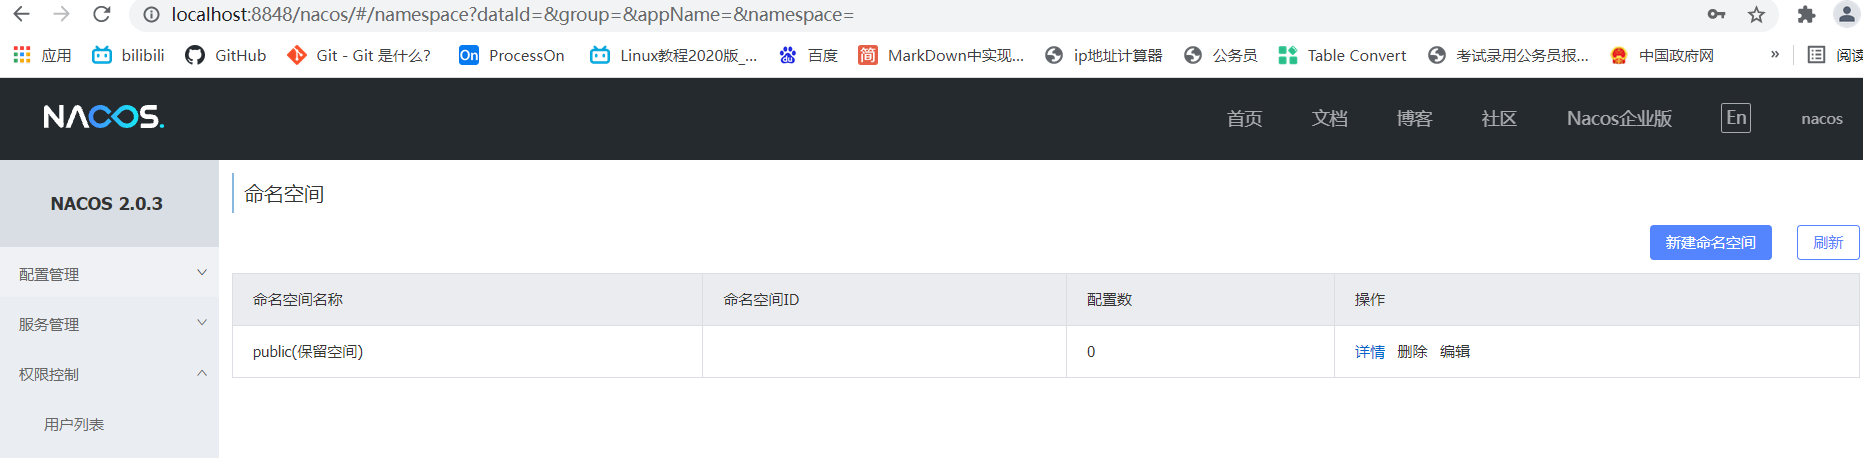 localhost:8848/nacos/#/namespace?dataId=&group=&appName=&namespace=
应用 bilibili GitHub Git - Git 是什么？ On ProcessOn Linux教程2020版_... du 百度 简 MarkDown中实现... ip地址计算器 公务员 Table Convert 考试录用公务员报... 中国政府网 » 阅读
NACOS. 首页 文档 博客 社区 Nacos企业版 En nacos
NACOS 2.0.3
配置管理
服务管理
权限控制
用户列表
命名空间
新建命名空间 刷新
命名空间名称 命名空间ID 配置数 操作
public(保留空间) 0 详情 删除 编辑